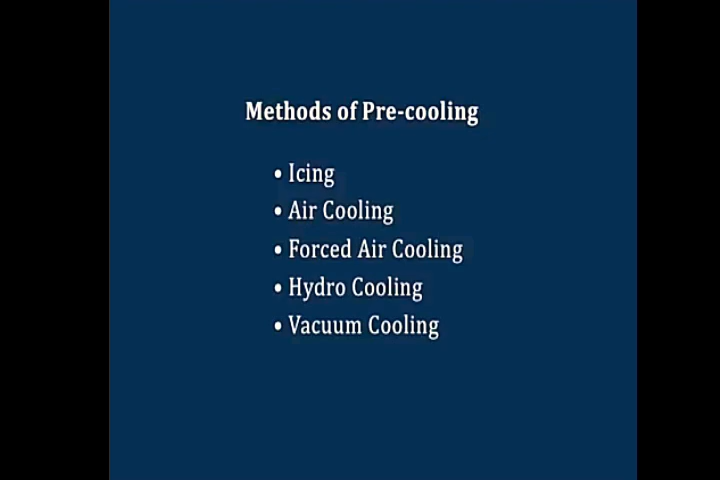 Methods of Pre-cooling
• Icing
• Air Cooling
• Forced Air Cooling
• Hydro Cooling
• Vacuum Cooling